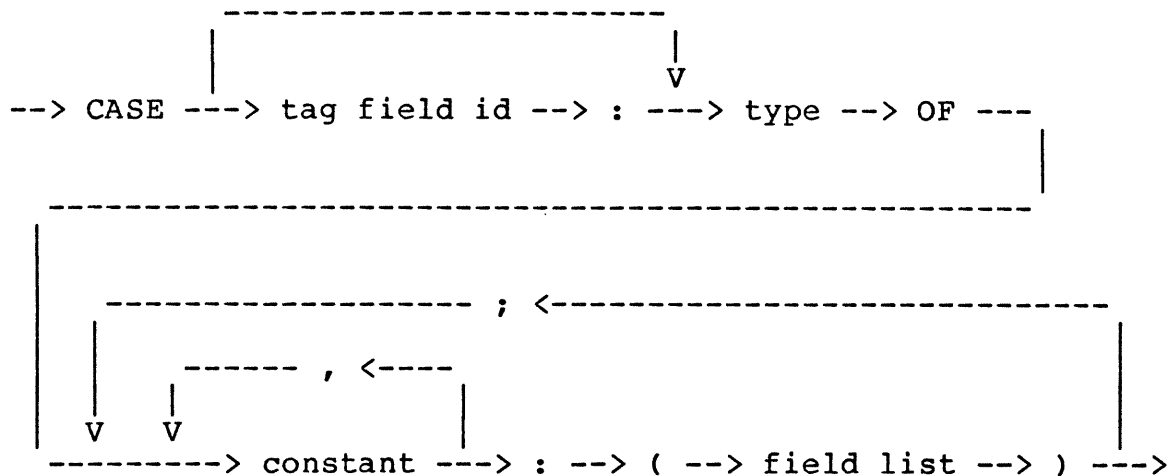 --> CASE ---> tag field id --> : ---> type --> OF ---
;
,
---------> constant ---> : --> ( --> field list --> ) --->